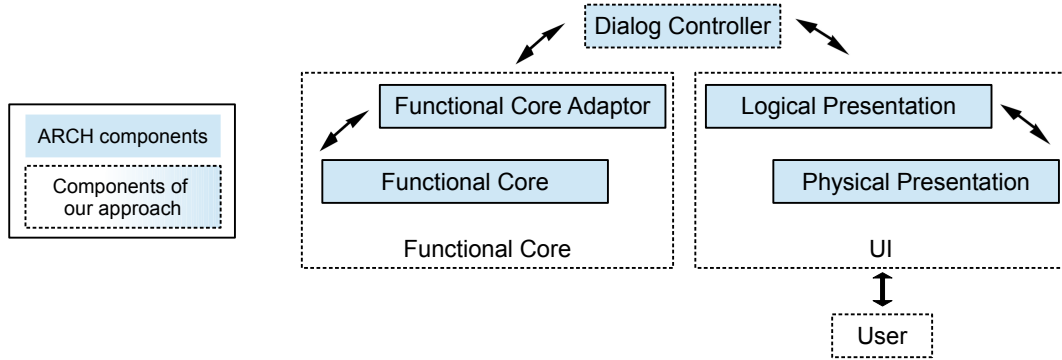 Dialog Controller
ARCH components
Components of
our approach
Functional Core Adaptor
Functional Core
Functional Core
Logical Presentation
Physical Presentation
UI
User